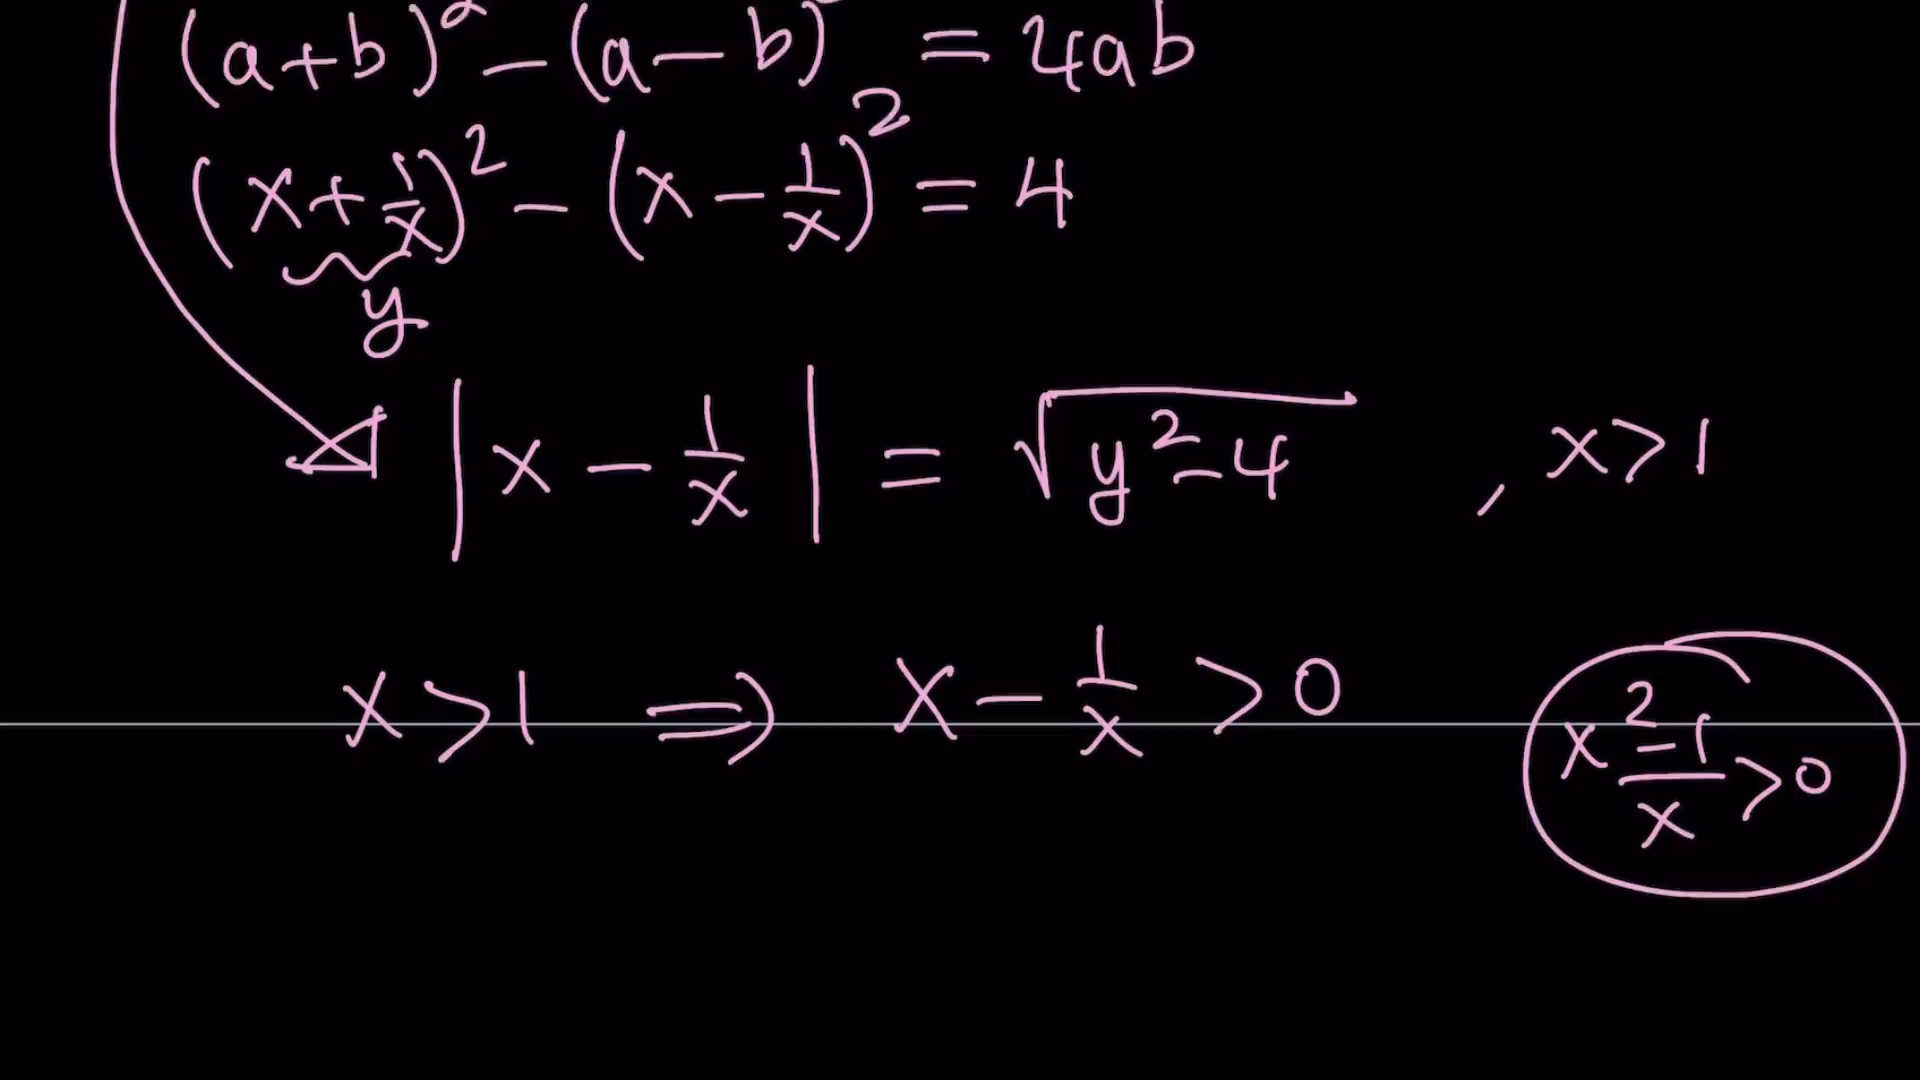 (a+b)² − (a−b)² = 4ab
(x + 1/x)² − (x − 1/x)² = 4
y
|x − 1/x| = √(y²−4) , x>1
x>1 ⇒ x − 1/x > 0
(x²−1)/x > 0